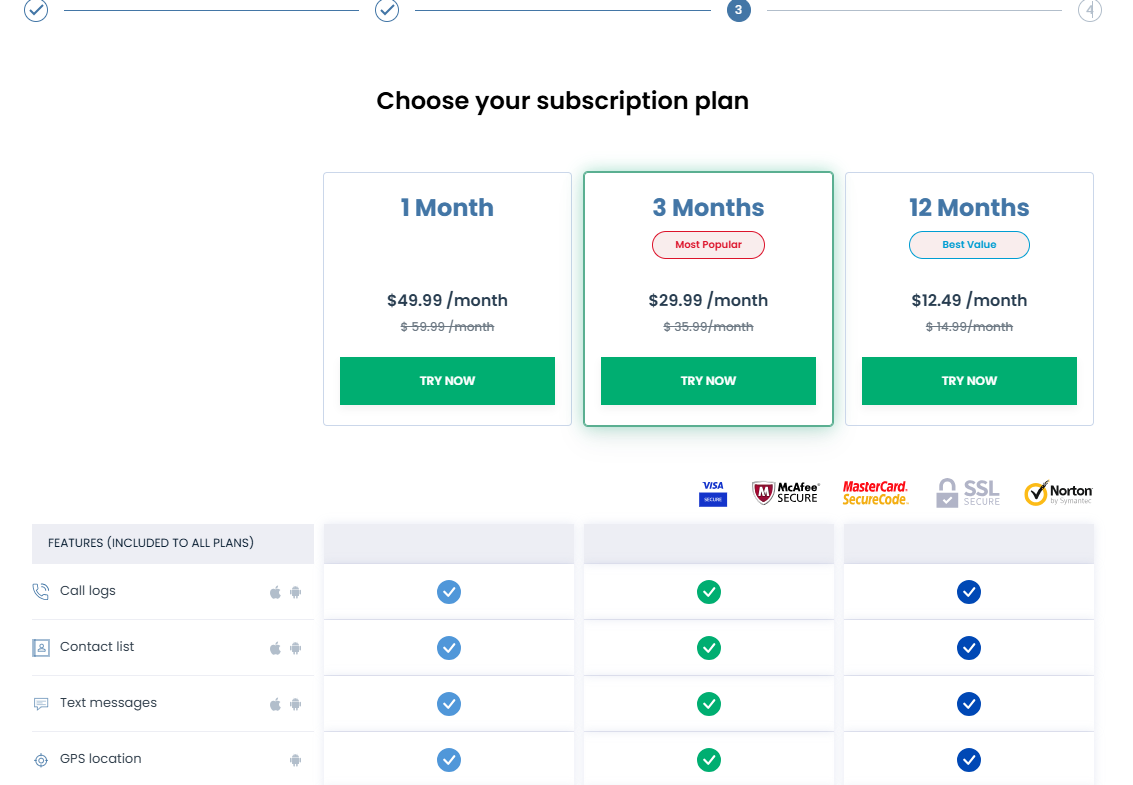 3
4
Choose your subscription plan
1 Month
3 Months
12 Months
Most Popular
Best Value
$49.99 /month
$29.99 /month
$12.49 /month
$ 59.99 /month
$ 35.99/month
$ 14.99/month
TRY NOW
TRY NOW
TRY NOW
VISA
SECURE
McAfee
SECURE
MasterCard.
SecureCode.
SSL
SECURE
Norton
by Symantec
FEATURES (INCLUDED TO ALL PLANS)
Call logs
Contact list
Text messages
GPS location